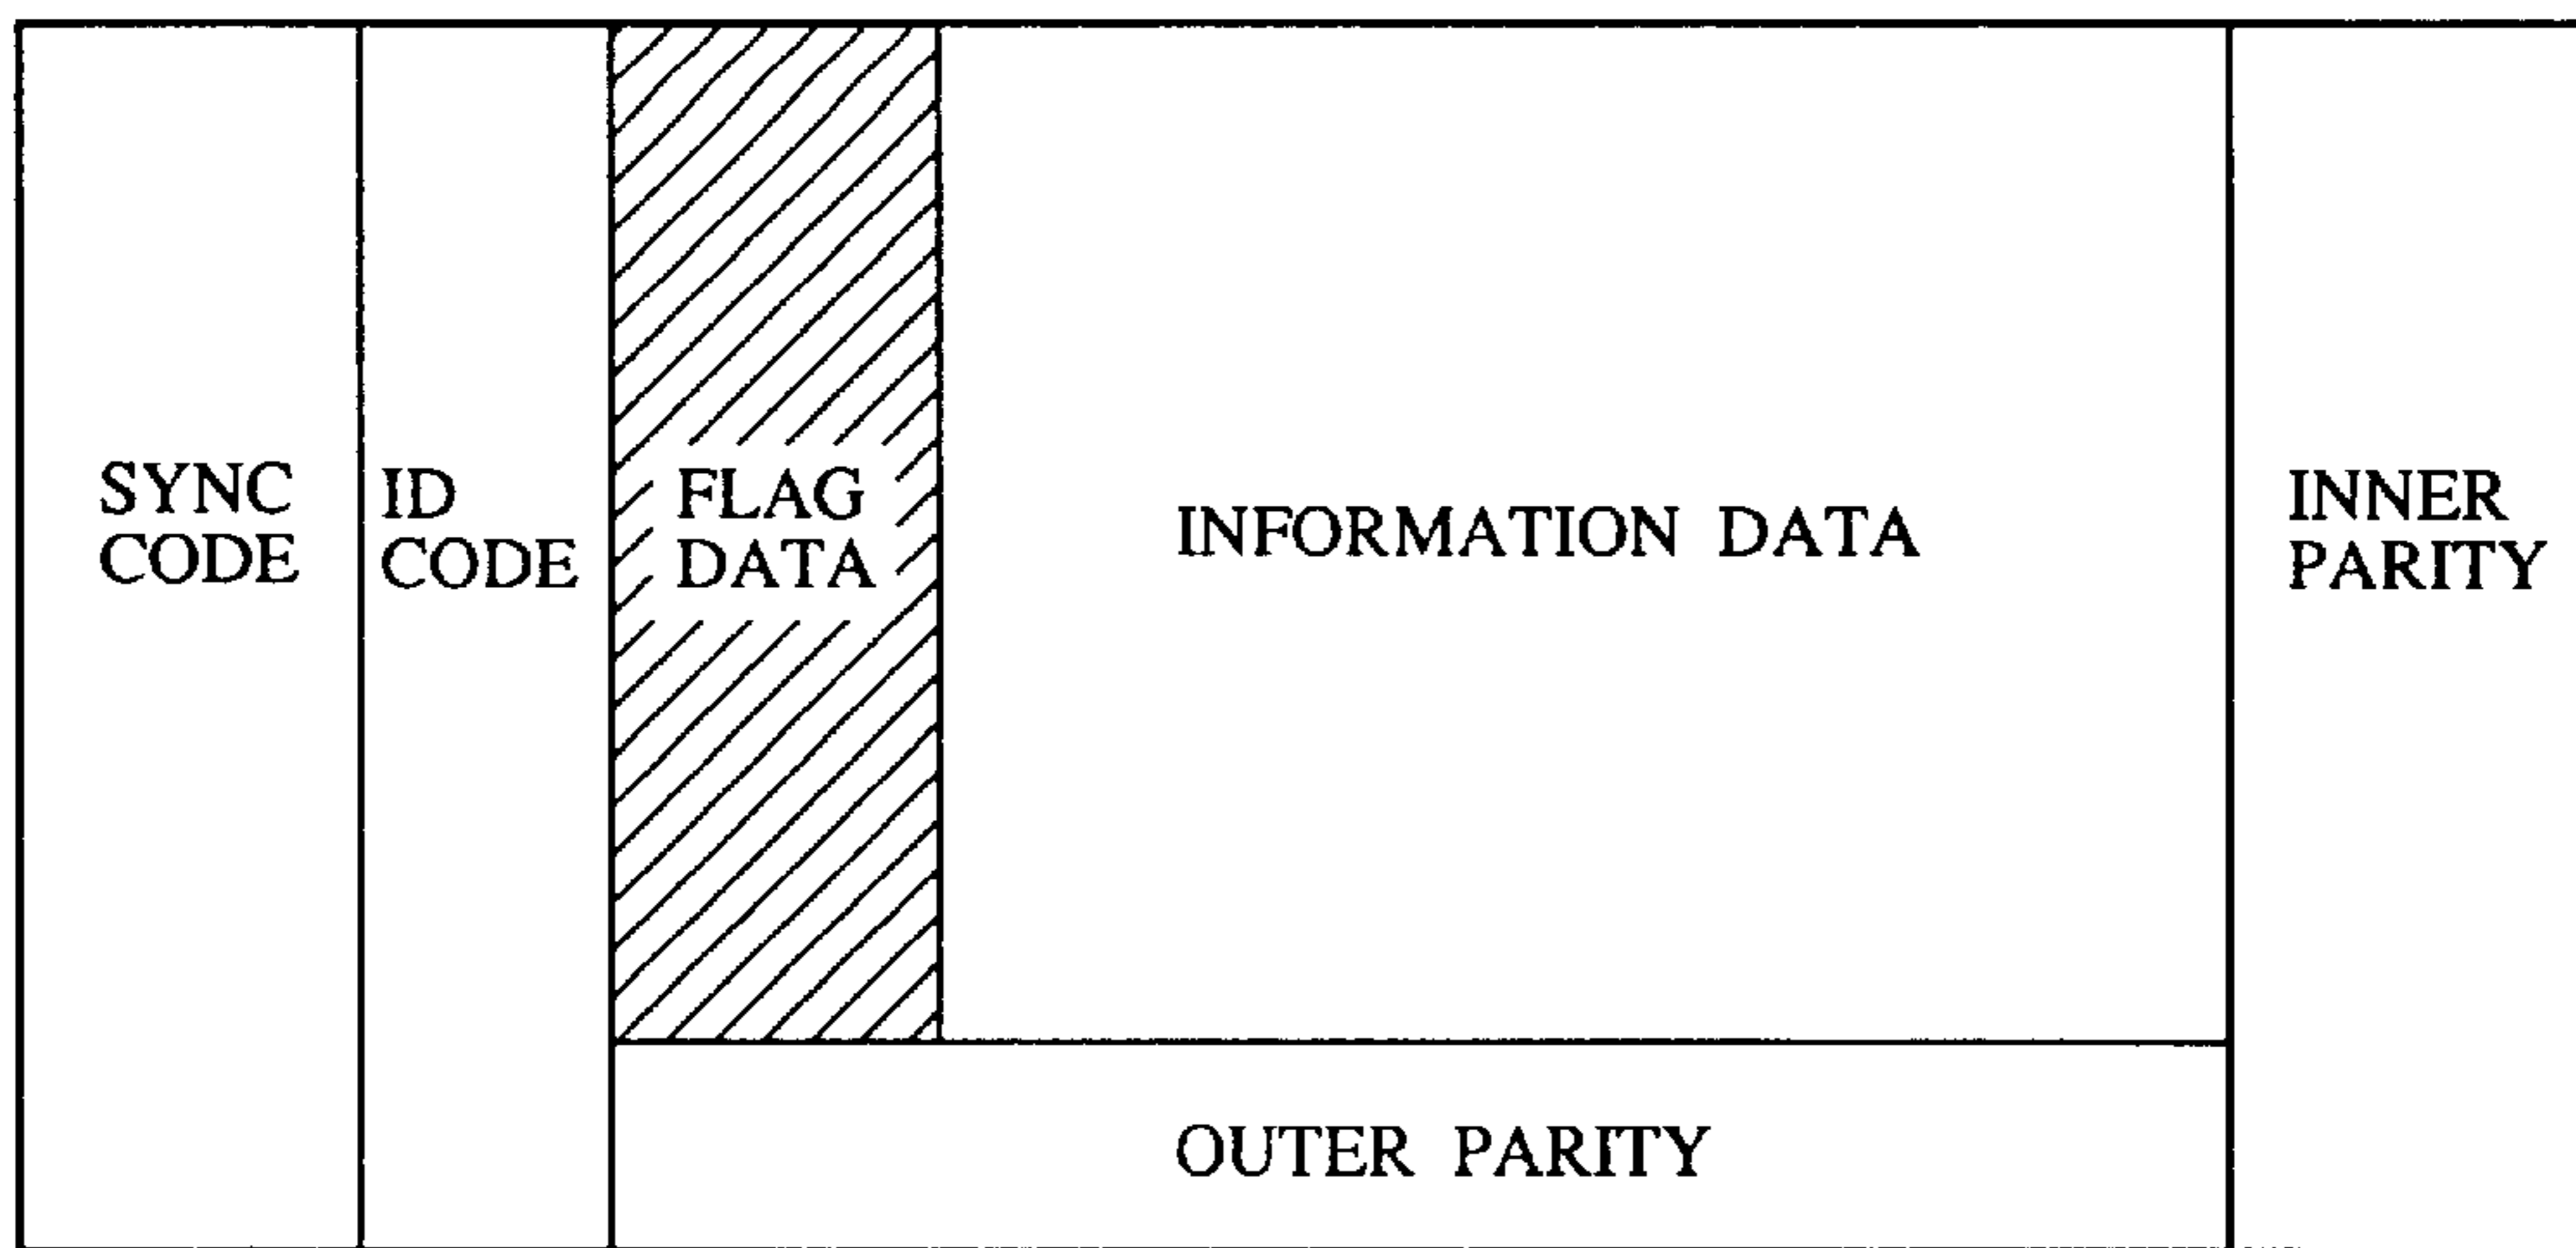 SYNC
CODE
ID
CODE
FLAG
DATA
INFORMATION DATA
INNER
PARITY
OUTER PARITY